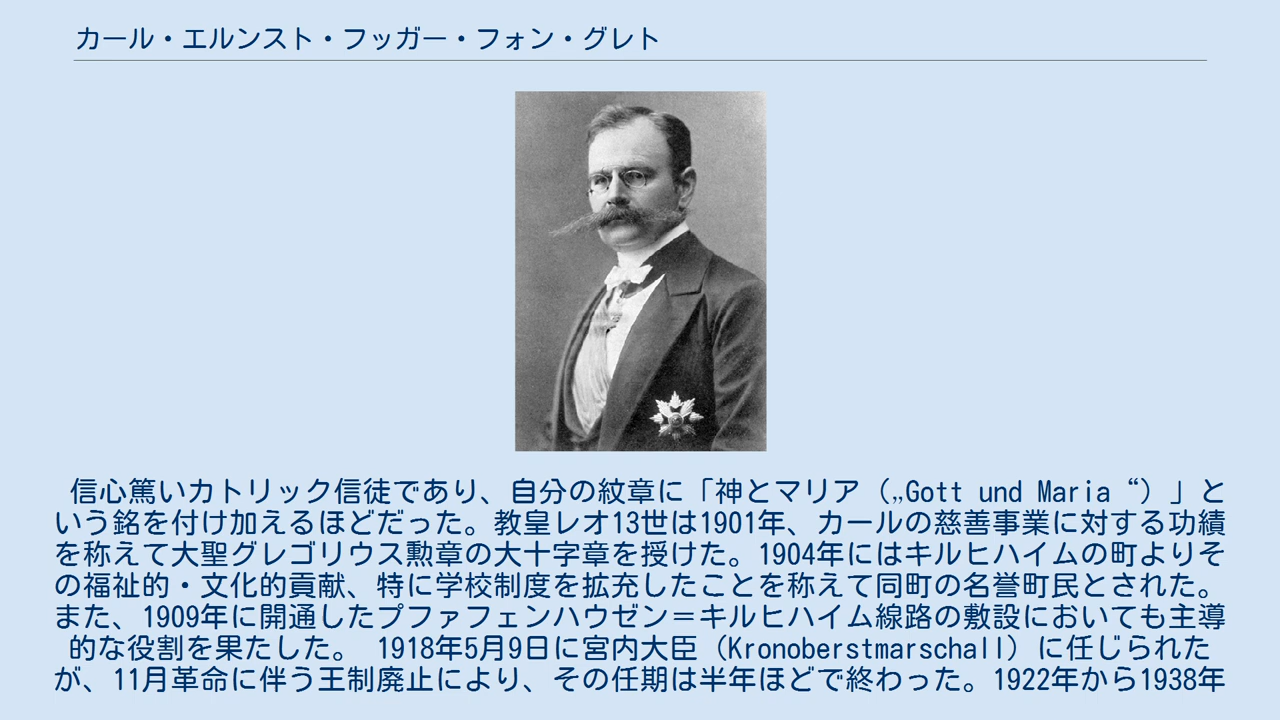 カール・エルンスト・フッガー・フォン・グレト
信心篤いカトリック信徒であり、自分の紋章に「神とマリア（„Gott und Maria “）」と
いう銘を付け加えるほどだった。教皇レオ13世は1901年、カールの慈善事業に対する功績
を称えて大聖グレゴリウス勲章の大十字章を授けた。1904年にはキルヒハイムの町よりそ
の福祉的・文化的貢献、特に学校制度を拡充したことを称えて同町の名誉町民とされた。
また、1909年に開通したプファフェンハウゼン＝キルヒハイム線路の敷設においても主導
的な役割を果たした。 1918年5月9日に宮内大臣（Kronoberstmarschall）に任じられた
が、11月革命に伴う王制廃止により、その任期は半年ほどで終わった。1922年から1938年